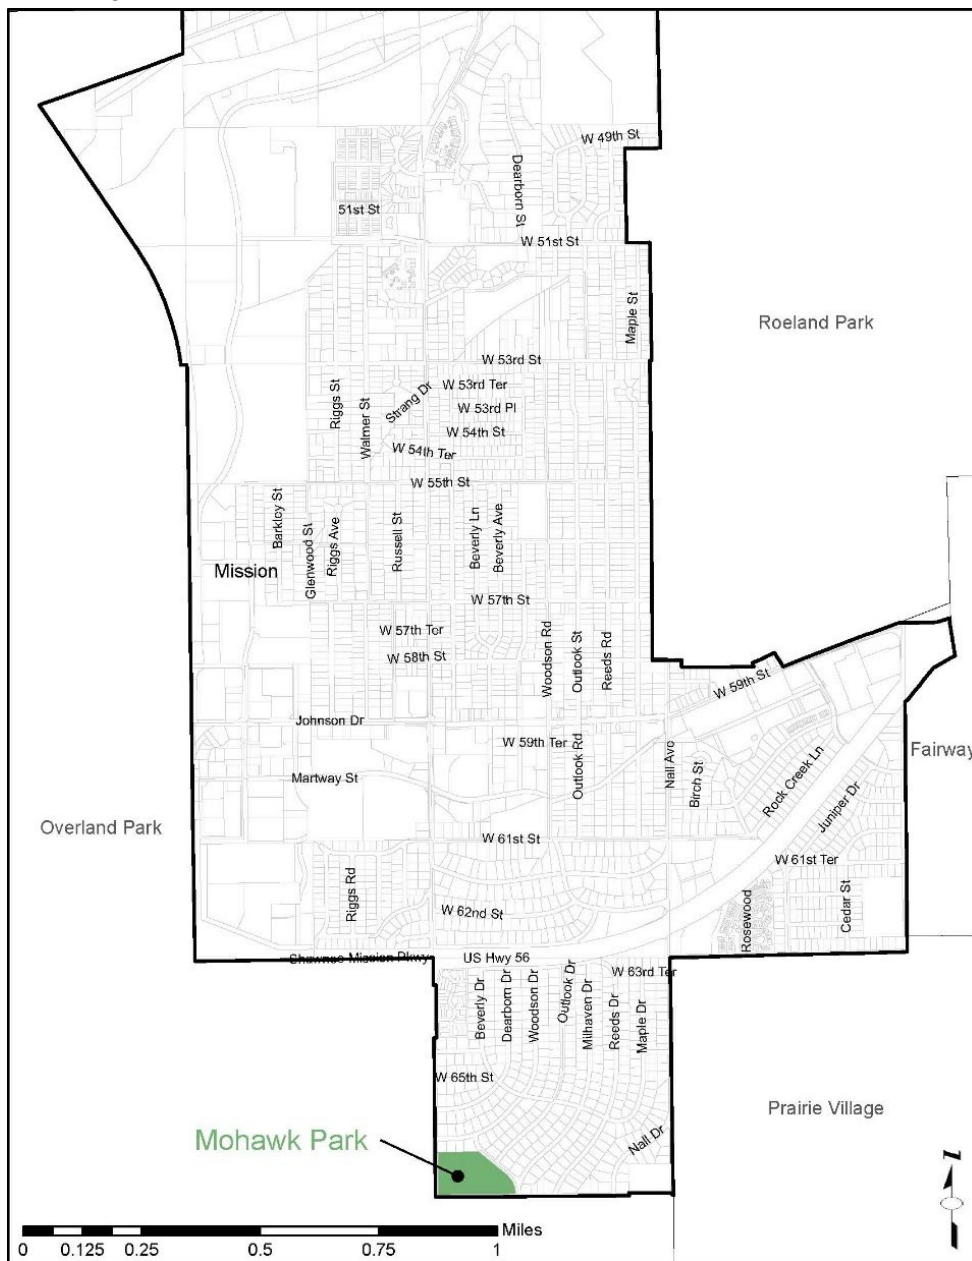 W 49th St
Dearborn St
51st St
W 51st St
Maple St
Roeland Park
W 53rd St
Riggs St
Walmer St
Strang Dr
W 53rd Ter
W 53rd Pl
W 54th St
W 54th Ter
W 55th St
Barkley St
Glenwood St
Riggs Ave
Russell St
Beverly Ln
Beverly Ave
Mission
W 57th St
W 57th Ter
W 58th St
Woodson Rd
Outlook St
Reeds Rd
W 59th St
Johnson Dr
W 59th Ter
Outlook Rd
Nall Ave
Birch St
Rock Creek Ln
Juniper Dr
Fairway
Martway St
Overland Park
W 61st St
W 61st Ter
Riggs Rd
W 62nd St
Rosewood
Cedar St
Shawnee Mission Pkwy
US Hwy 56
W 63rd Ter
Beverly Dr
Dearborn Dr
Woodson Dr
Outlook Dr
Milhaven Dr
Reeds Dr
Maple Dr
W 65th St
Prairie Village
Mohawk Park
Nall Dr
Miles
0 0.125 0.25 0.5 0.75 1